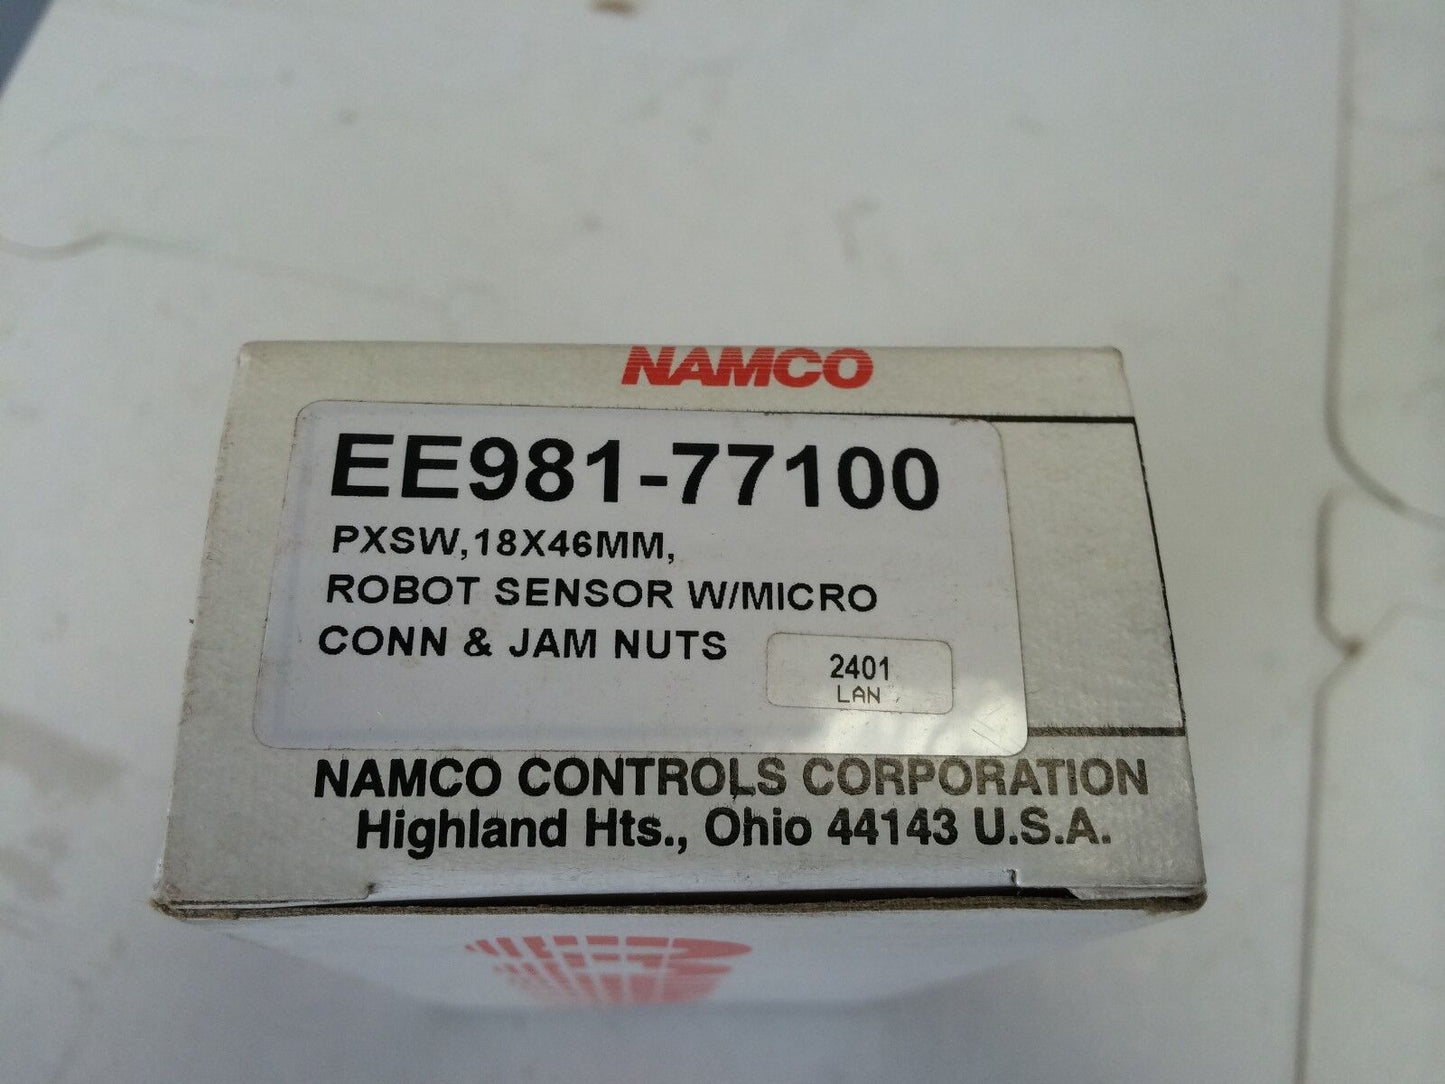 NAMCO
EE981-77100
PXSW,18X46MM,
ROBOT SENSOR W/MICRO
CONN & JAM NUTS
2401
LAN
NAMCO CONTROLS CORPORATION
Highland Hts., Ohio 44143 U.S.A.